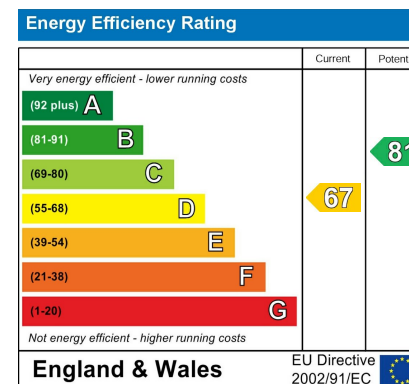 Energy Efficiency Rating
Current Potent
Very energy efficient - lower running costs
(92 plus) A
(81-91) B
(69-80) C
(55-68) D
(39-54) E
(21-38) F
(1-20) G
67
81
Not energy efficient - higher running costs
England & Wales
EU Directive
2002/91/EC